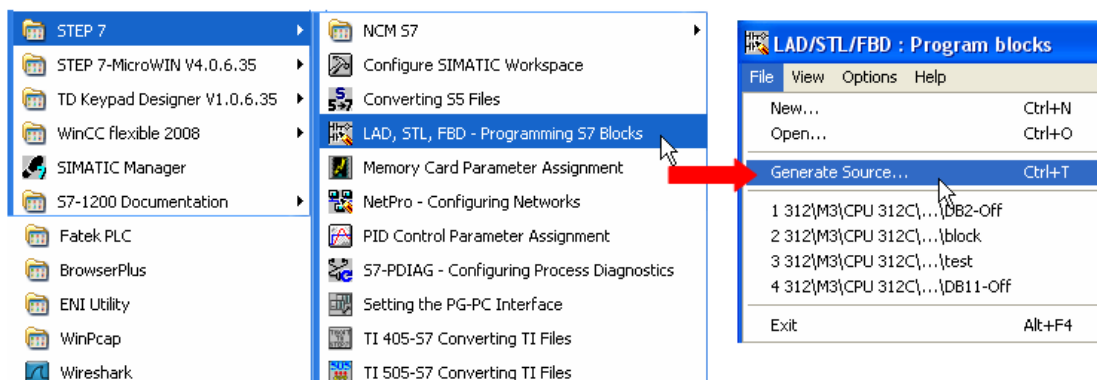 STEP 7
STEP 7-MicroWIN V4.0.6.35
TD Keypad Designer V1.0.6.35
WinCC flexible 2008
SIMATIC Manager
S7-1200 Documentation
Fatek PLC
BrowserPlus
ENI Utility
WinPcap
Wireshark
NCM S7
Configure SIMATIC Workspace
Converting S5 Files
LAD, STL, FBD - Programming S7 Blocks
Memory Card Parameter Assignment
NetPro - Configuring Networks
PID Control Parameter Assignment
S7-PDIAG - Configuring Process Diagnostics
Setting the PG-PC Interface
TI 405-S7 Converting TI Files
TI 505-S7 Converting TI Files
LAD/STL/FBD : Program blocks
File View Options Help
New... Ctrl+N
Open... Ctrl+O
Generate Source... Ctrl+T
1 312\M3\CPU 312C\...\DB2-Off
2 312\M3\CPU 312C\...\block
3 312\M3\CPU 312C\...\test
4 312\M3\CPU 312C\...\DB11-Off
Exit Alt+F4